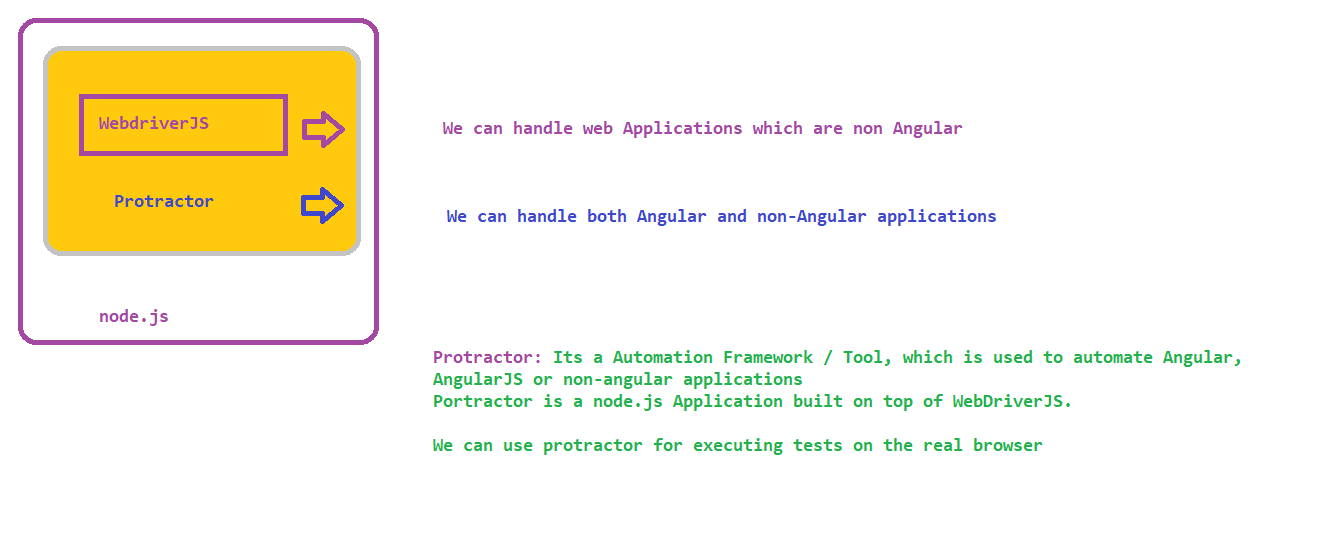 WebdriverJS
We can handle web Applications which are non Angular
Protractor
We can handle both Angular and non-Angular applications
node.js
Protractor: Its a Automation Framework / Tool, which is used to automate Angular,
AngularJS or non-angular applications
Portractor is a node.js Application built on top of WebDriverJS.
We can use protractor for executing tests on the real browser